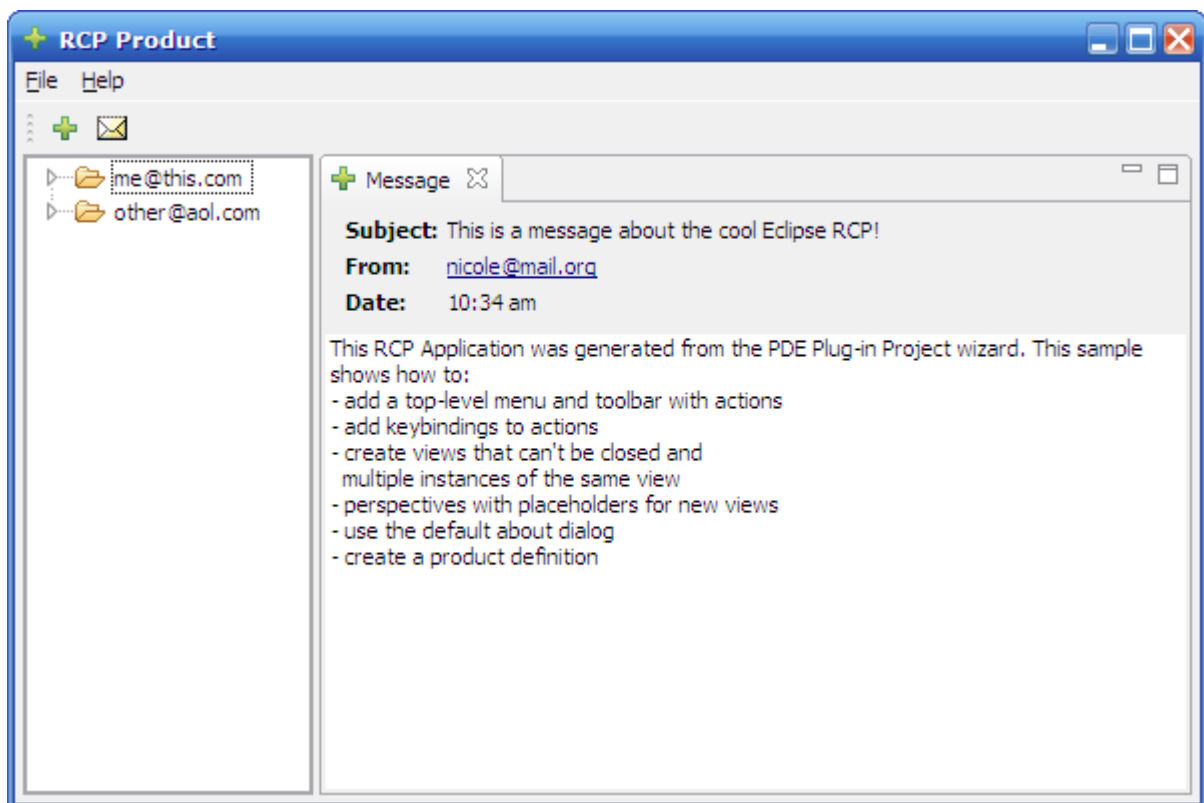 RCP Product
File Help
me@this.com
other@aol.com
Message
Subject: This is a message about the cool Eclipse RCP!
From: nicole@mail.org
Date: 10:34 am
This RCP Application was generated from the PDE Plug-in Project wizard. This sample
shows how to:
- add a top-level menu and toolbar with actions
- add keybindings to actions
- create views that can't be closed and
multiple instances of the same view
- perspectives with placeholders for new views
- use the default about dialog
- create a product definition